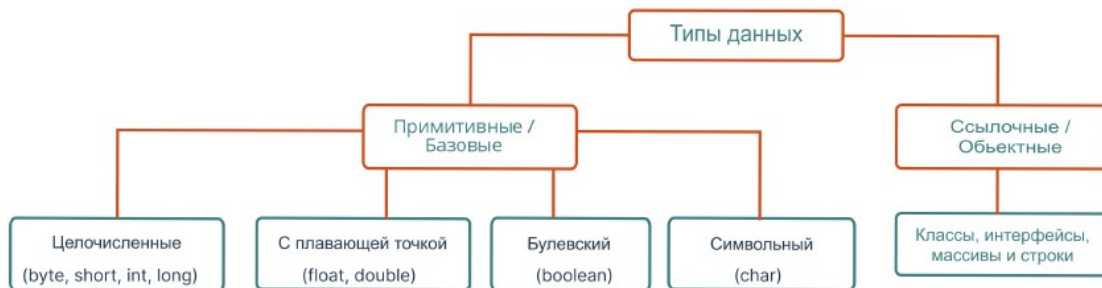 Типы данных
Примитивные /
Базовые
Ссылочные /
Обьектные
Целочисленные
(byte, short, int, long)
С плавающей точкой
(float, double)
Булевский
(boolean)
Символьный
(char)
Классы, интерфейсы,
массивы и строки